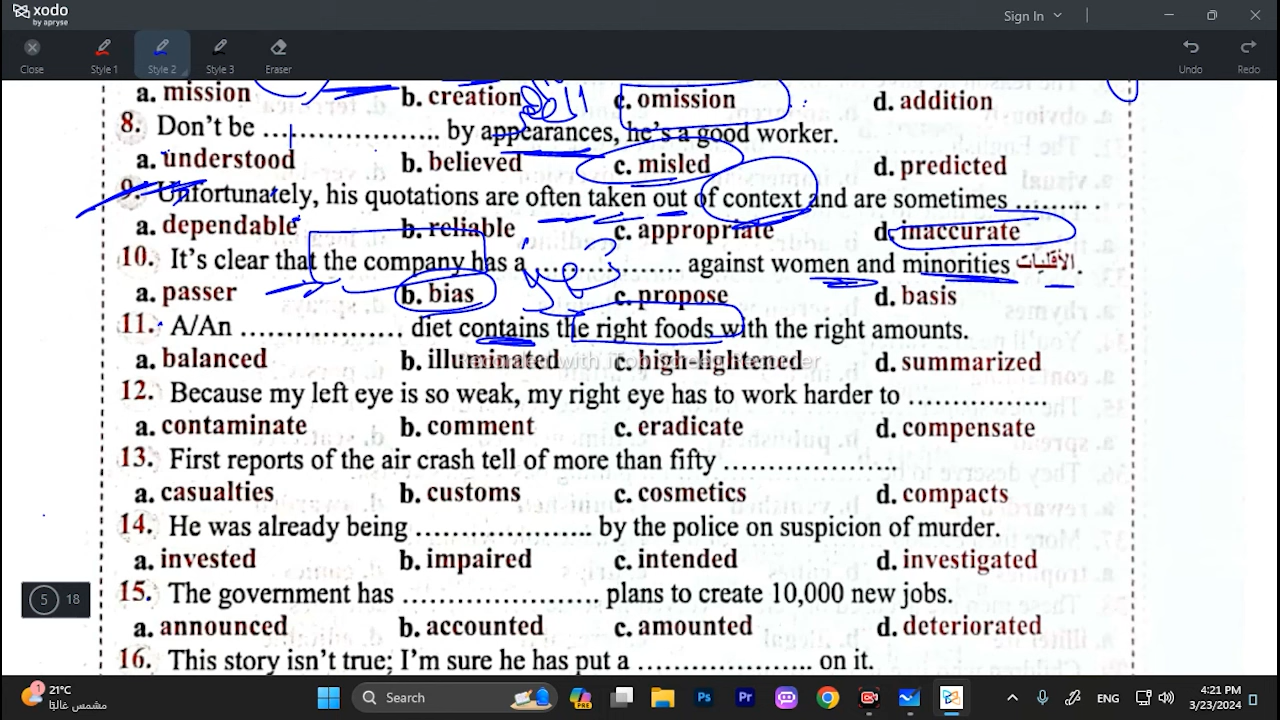 xodo
by apryse
Sign In
Close
Style 1
Style 2
Style 3
Eraser
Undo
Redo
a. mission b. creation c. omission d. addition
8. Don't be ........................ by appearances, he's a good worker.
a. understood b. believed c. misled d. predicted
9. Unfortunately, his quotations are often taken out of context and are sometimes ......... .
a. dependable b. reliable c. appropriate d. inaccurate
10. It's clear that the company has a ...................... against women and minorities الأقليات.
a. passer b. bias c. propose d. basis
11. A/An ........................ diet contains the right foods with the right amounts.
a. balanced b. illuminated c. high-lightened d. summarized
12. Because my left eye is so weak, my right eye has to work harder to .....................
a. contaminate b. comment c. eradicate d. compensate
13. First reports of the air crash tell of more than fifty ..........................
a. casualties b. customs c. cosmetics d. compacts
14. He was already being ........................... by the police on suspicion of murder.
a. invested b. impaired c. intended d. investigated
15. The government has ............................. plans to create 10,000 new jobs.
a. announced b. accounted c. amounted d. deteriorated
16. This story isn't true; I'm sure he has put a .......................... on it.
5 18
1
21°C
مشمس غالبًا
Search
PRE
Ps
Pr
ENG
4:21 PM
3/23/2024